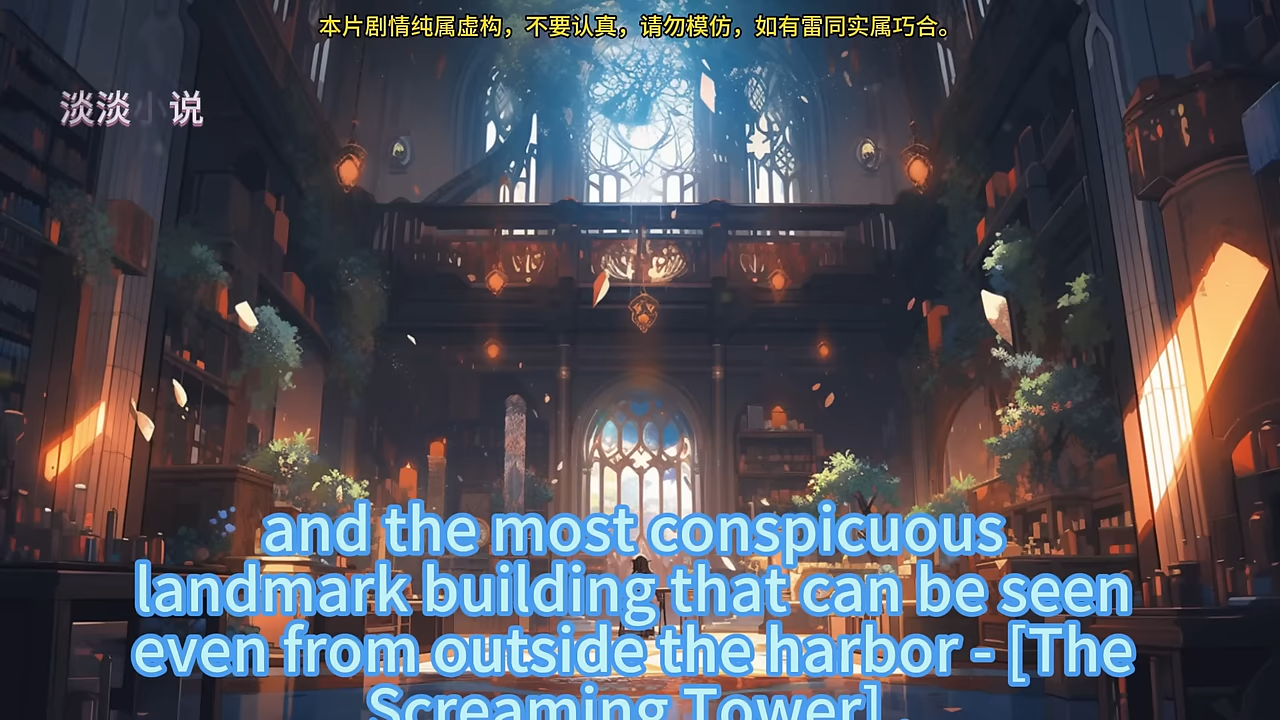 本片剧情纯属虚构，不要认真，请勿模仿，如有雷同实属巧合。
淡淡小说
and the most conspicuous
landmark building that can be seen
even from outside the harbor - [The
Screaming Tower] .